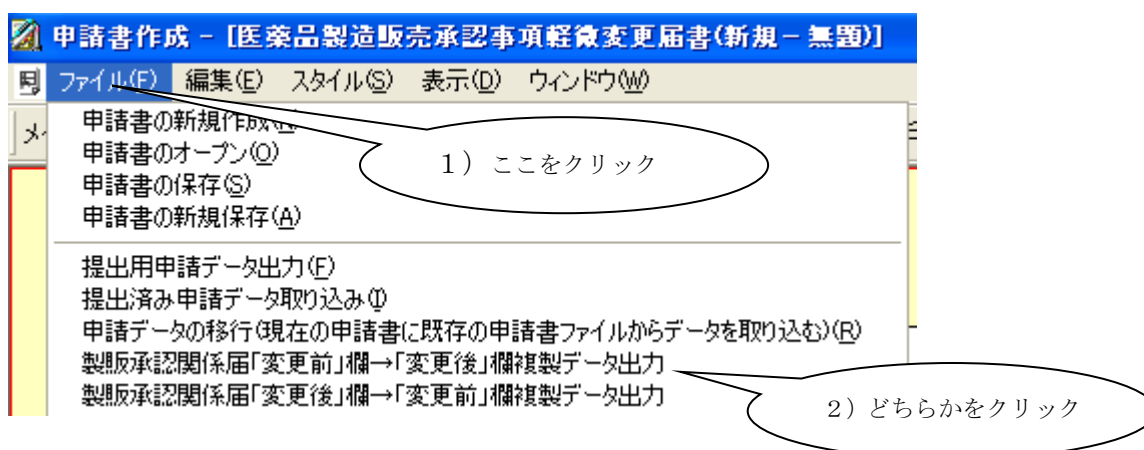 申請書作成 - [医薬品製造販売承認事項軽微変更届書(新規－無題)]
ファイル(F) 編集(E) スタイル(S) 表示(D) ウィンドウ(W)
メ
申請書の新規作成(N)
申請書のオープン(O)
申請書の保存(S)
申請書の新規保存(A)
1）ここをクリック
提出用申請データ出力(F)
提出済み申請データ取り込み(I)
申請データの移行(現在の申請書に既存の申請書ファイルからデータを取り込む)(R)
製販承認関係届「変更前」欄→「変更後」欄複製データ出力
製販承認関係届「変更後」欄→「変更前」欄複製データ出力
2）どちらかをクリック